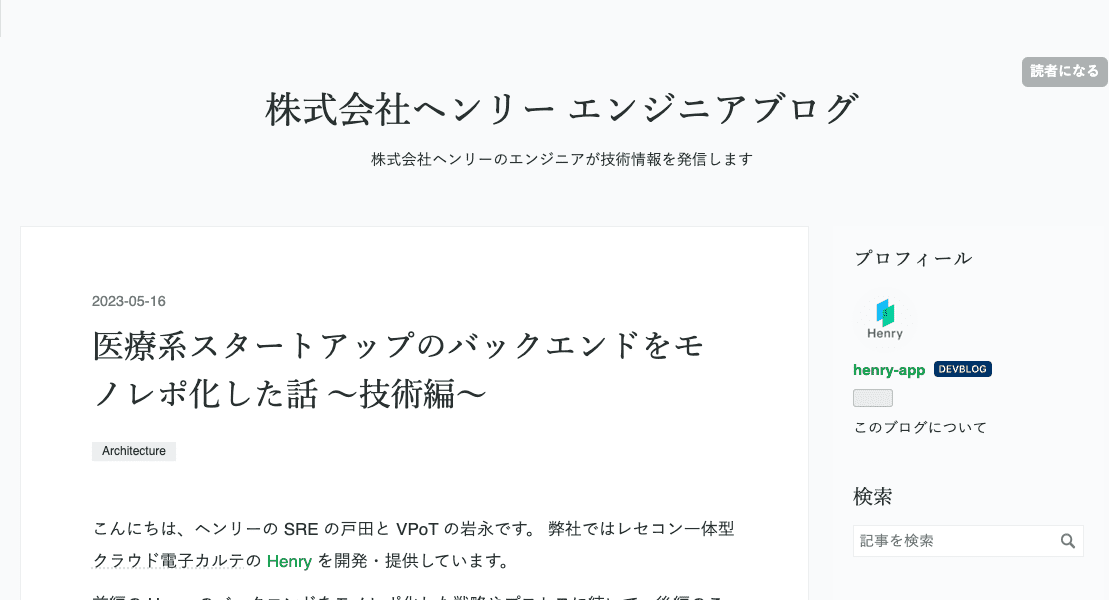 読者になる
株式会社ヘンリー エンジニアブログ
株式会社ヘンリーのエンジニアが技術情報を発信します
2023-05-16
医療系スタートアップのバックエンドをモ
ノレポ化した話 〜技術編〜
Architecture
こんにちは、ヘンリーの SRE の戸田と VPoT の岩永です。 弊社ではレセコン一体型
クラウド電子カルテの Henry を開発・提供しています。
プロフィール
Henry
henry-app DEVBLOG
このブログについて
検索
記事を検索